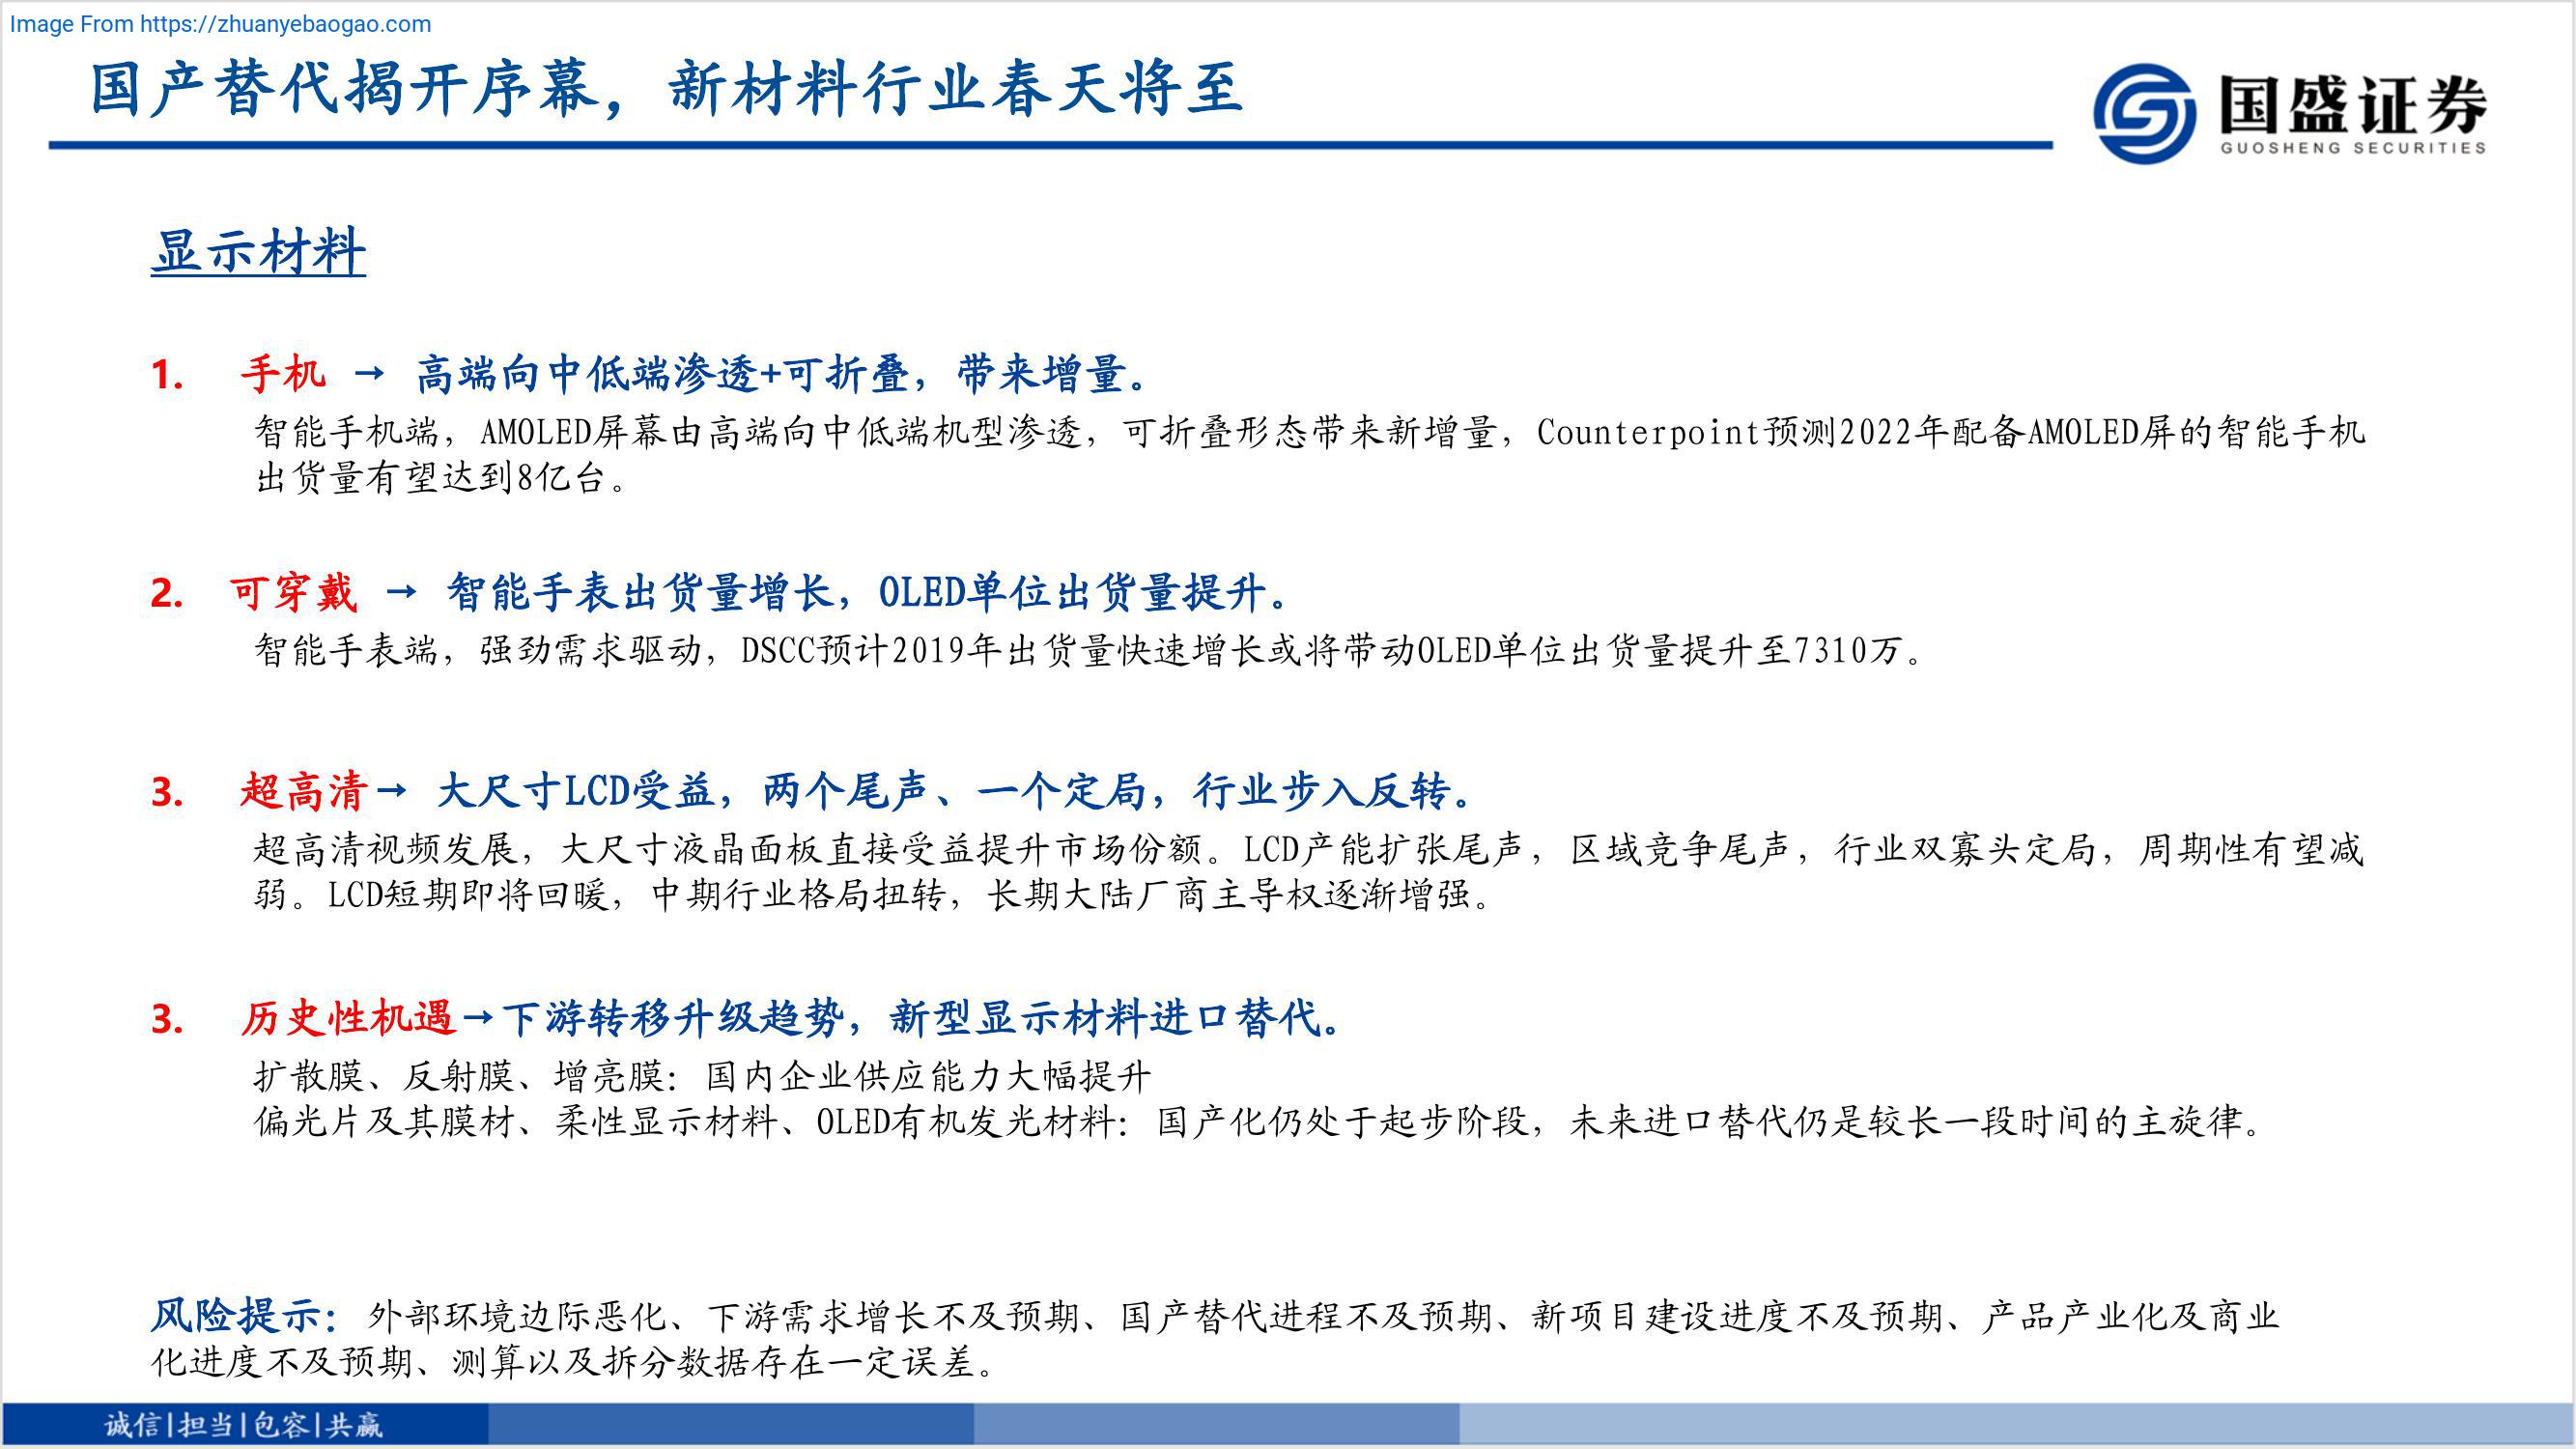 Image From https://zhuanyebaogao.com
国产替代揭开序幕，新材料行业春天将至
国盛证券
GUOSHENG SECURITIES
显示材料
1. 手机 → 高端向中低端渗透+可折叠，带来增量。
智能手机端，AMOLED屏幕由高端向中低端机型渗透，可折叠形态带来新增量，Counterpoint预测2022年配备AMOLED屏的智能手机
出货量有望达到8亿台。
2. 可穿戴 → 智能手表出货量增长，OLED单位出货量提升。
智能手表端，强劲需求驱动，DSCC预计2019年出货量快速增长或将带动OLED单位出货量提升至7310万。
3. 超高清→ 大尺寸LCD受益，两个尾声、一个定局，行业步入反转。
超高清视频发展，大尺寸液晶面板直接受益提升市场份额。LCD产能扩张尾声，区域竞争尾声，行业双寡头定局，周期性有望减
弱。LCD短期即将回暖，中期行业格局扭转，长期大陆厂商主导权逐渐增强。
3. 历史性机遇→下游转移升级趋势，新型显示材料进口替代。
扩散膜、反射膜、增亮膜：国内企业供应能力大幅提升
偏光片及其膜材、柔性显示材料、OLED有机发光材料：国产化仍处于起步阶段，未来进口替代仍是较长一段时间的主旋律。
风险提示：外部环境边际恶化、下游需求增长不及预期、国产替代进程不及预期、新项目建设进度不及预期、产品产业化及商业
化进度不及预期、测算以及拆分数据存在一定误差。
诚信|担当|包容|共赢